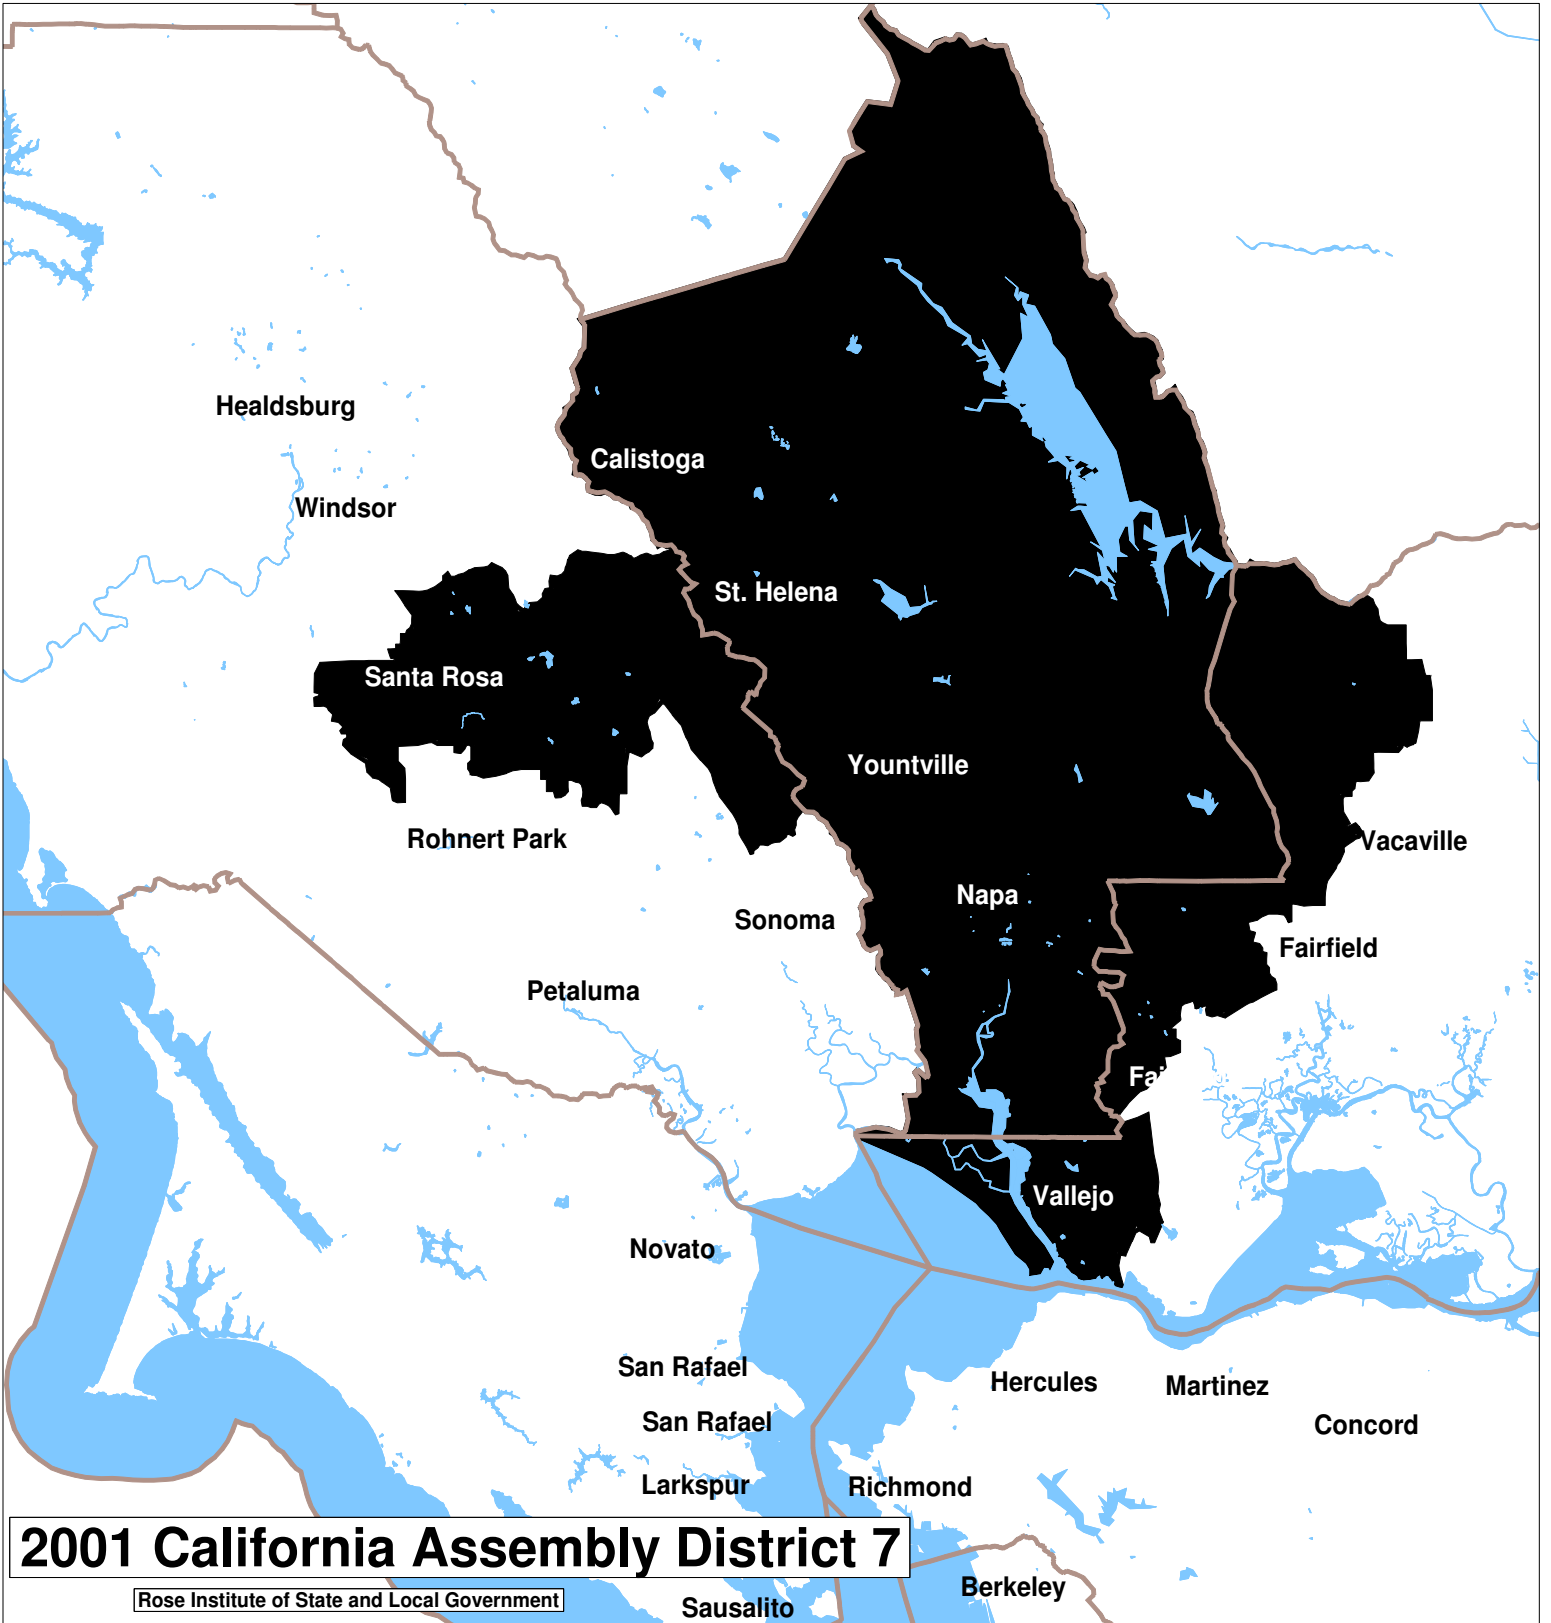 Healdsburg
Calistoga
Windsor
St. Helena
Santa Rosa
Yountville
Rohnert Park
Vacaville
Napa
Sonoma
Fairfield
Petaluma
Fai
Vallejo
Novato
San Rafael
Hercules
Martinez
San Rafael
Concord
Larkspur
Richmond
2001 California Assembly District 7
Berkeley
Rose Institute of State and Local Government
Sausalito